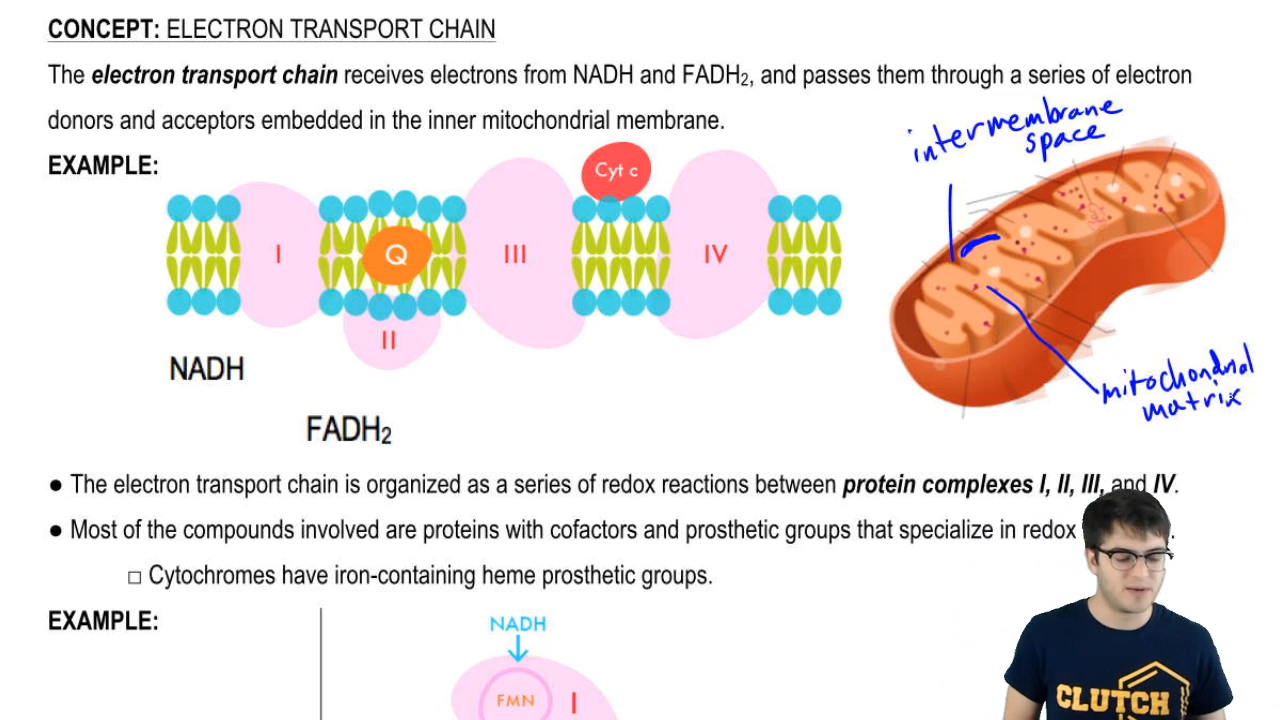 CONCEPT: ELECTRON TRANSPORT CHAIN
The electron transport chain receives electrons from NADH and FADH₂, and passes them through a series of electron
donors and acceptors embedded in the inner mitochondrial membrane.
intermembrane
space
EXAMPLE:
Cyt c
I
Q
III
IV
II
NADH
mitochondrial
matrix
FADH₂
● The electron transport chain is organized as a series of redox reactions between protein complexes I, II, III, and IV.
● Most of the compounds involved are proteins with cofactors and prosthetic groups that specialize in redox
□ Cytochromes have iron-containing heme prosthetic groups.
EXAMPLE:
NADH
FMN
I
CLUTCH